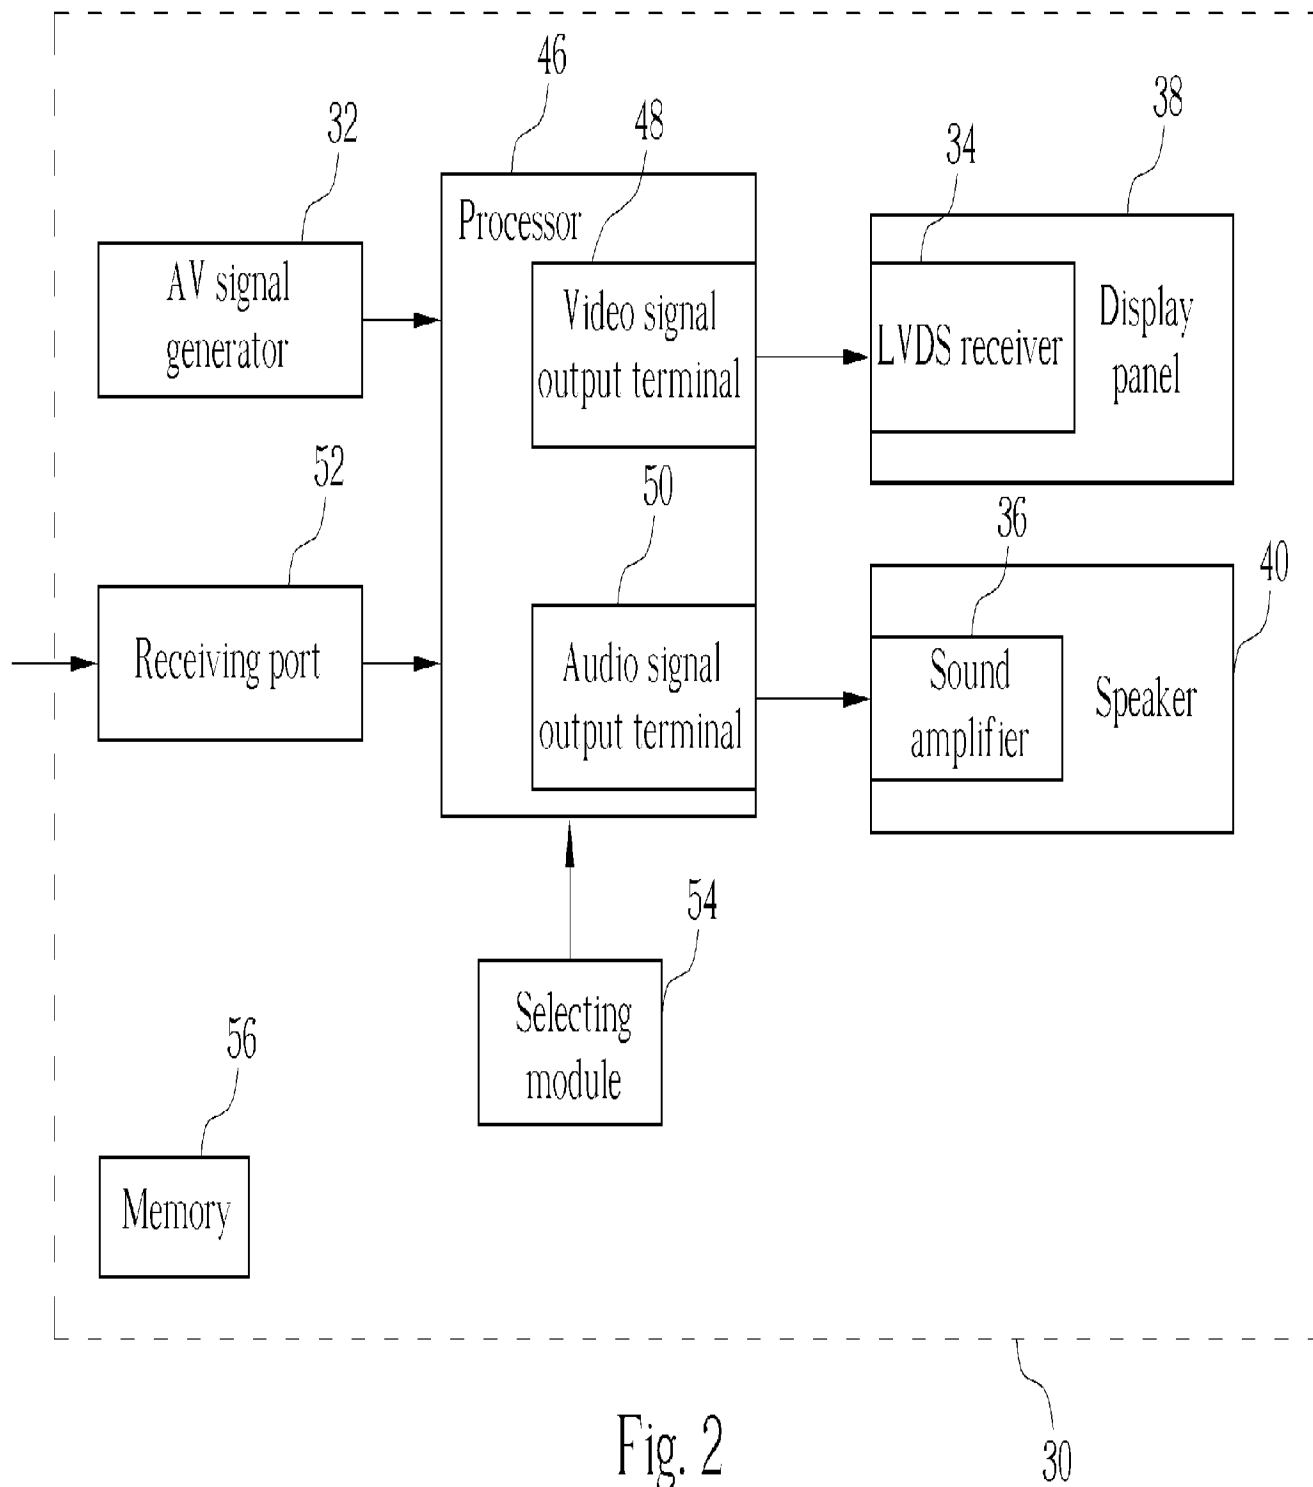 46
32
48
38
34
Processor
AV signal
generator
Video signal
output terminal
LVDS receiver
Display
panel
52
50
36
40
Receiving port
Audio signal
output terminal
Sound
amplifier
Speaker
54
Selecting
module
56
Memory
Fig. 2
30